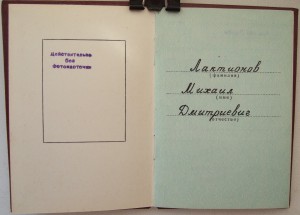 Действительно
без
фотокарточки
Лактионов
(фамилия)
Михаил
(имя)
Дмитриевич
(отчество)